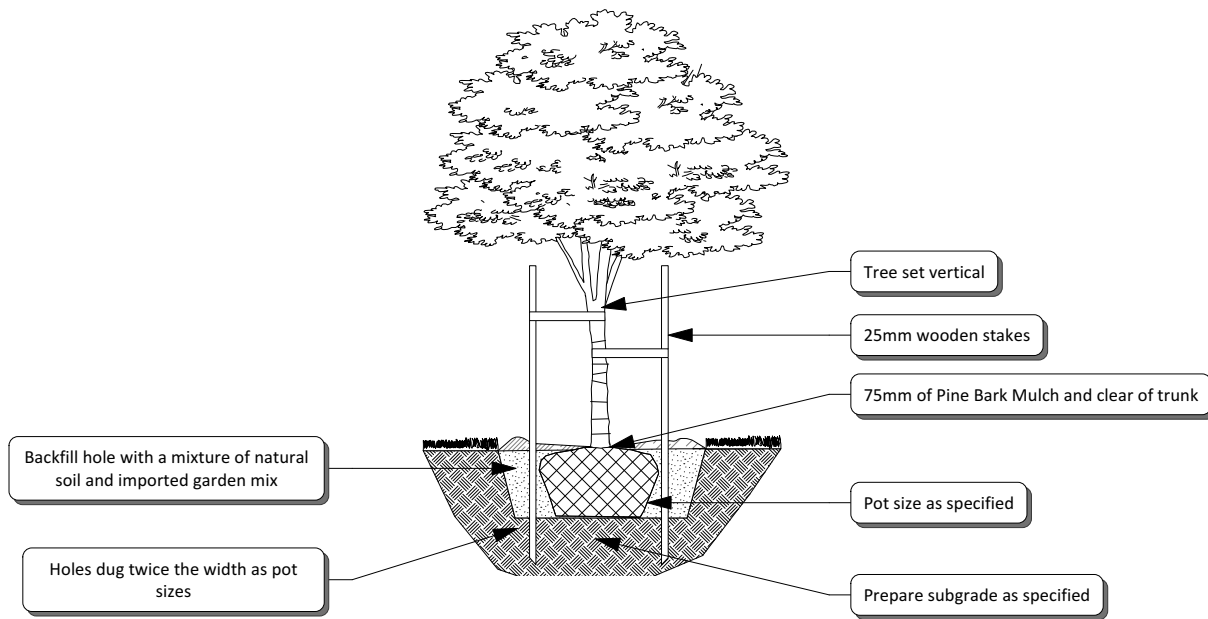 Tree set vertical
25mm wooden stakes
75mm of Pine Bark Mulch and clear of trunk
Backfill hole with a mixture of natural
soil and imported garden mix
Pot size as specified
Holes dug twice the width as pot
sizes
Prepare subgrade as specified